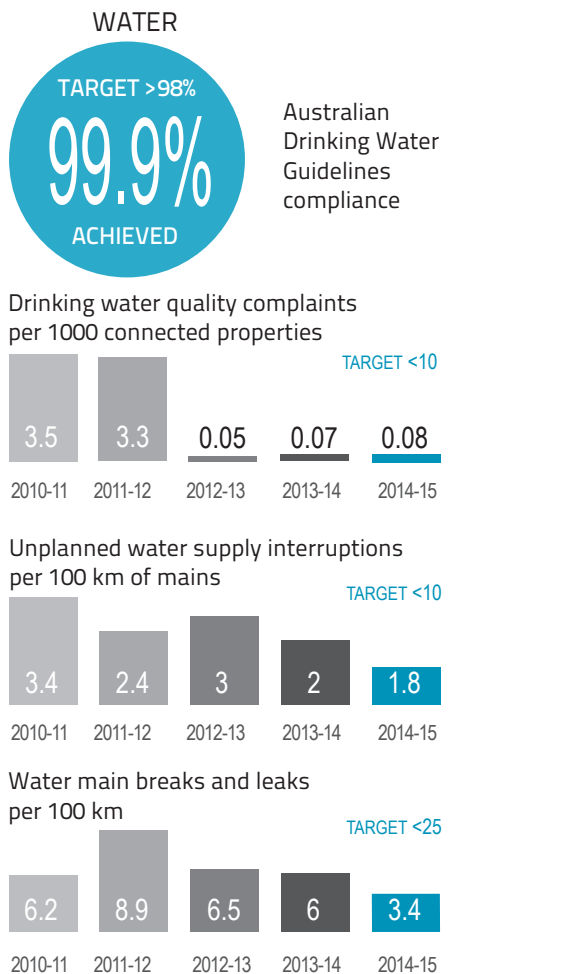 WATER
TARGET >98%
99.9%
ACHIEVED
Australian
Drinking Water
Guidelines
compliance
Drinking water quality complaints
per 1000 connected properties
TARGET <10
3.5 3.3 0.05 0.07 0.08
2010-11 2011-12 2012-13 2013-14 2014-15
Unplanned water supply interruptions
per 100 km of mains
TARGET <10
3.4 2.4 3 2 1.8
2010-11 2011-12 2012-13 2013-14 2014-15
Water main breaks and leaks
per 100 km
TARGET <25
6.2 8.9 6.5 6 3.4
2010-11 2011-12 2012-13 2013-14 2014-15